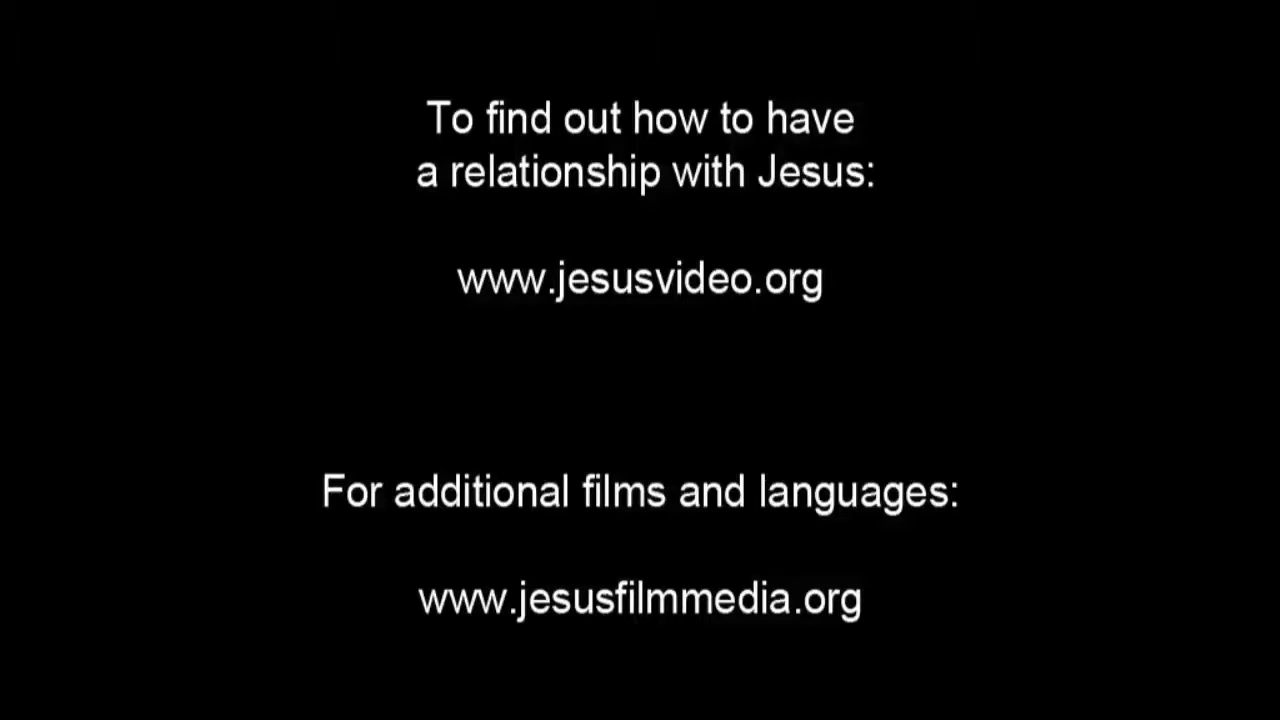 To find out how to have
a relationship with Jesus:
www.jesusvideo.org
For additional films and languages:
www.jesusfilmmedia.org